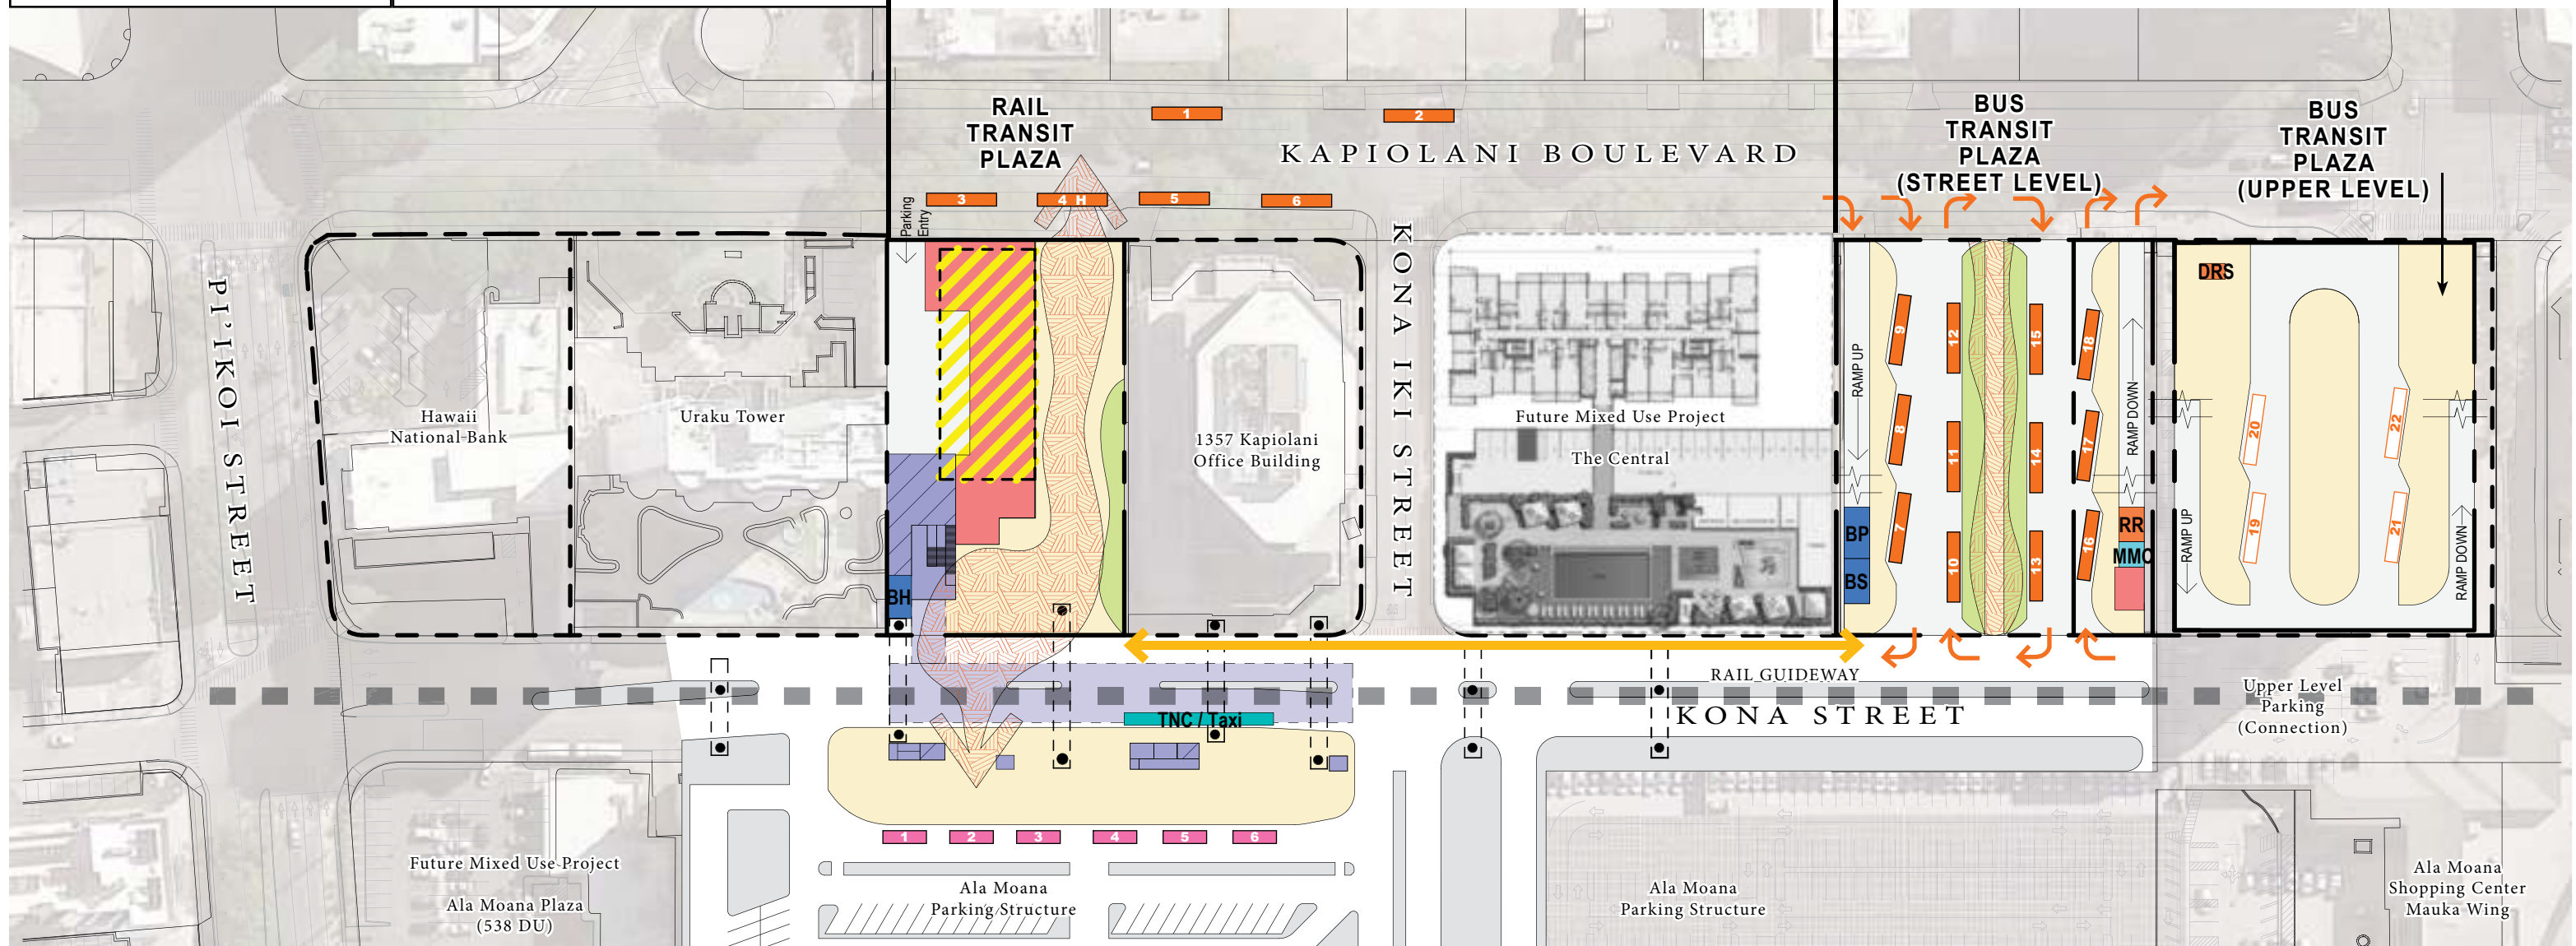 RAIL
TRANSIT
PLAZA
1
2
KAPIOLANI BOULEVARD
BUS
TRANSIT
PLAZA
(STREET LEVEL)
BUS
TRANSIT
PLAZA
(UPPER LEVEL)
Parking
Entry
3
4 H
5
6
PI'IKOI STREET
KONA IKI STREET
Hawaii
National Bank
Uraku Tower
1357 Kapiolani
Office Building
Future Mixed Use Project
The Central
RAMP UP
9
8
7
12
11
10
15
14
13
18
17
16
RAMP DOWN
BP
BS
RR
MMC
DRS
20
19
22
21
RAMP UP
RAMP DOWN
BH
RAIL GUIDEWAY
KONA STREET
TNC / Taxi
Upper Level
Parking
(Connection)
1
2
3
4
5
6
Future Mixed Use Project
Ala Moana Plaza
(538 DU)
Ala Moana
Parking Structure
Ala Moana
Parking Structure
Ala Moana
Shopping Center
Mauka Wing